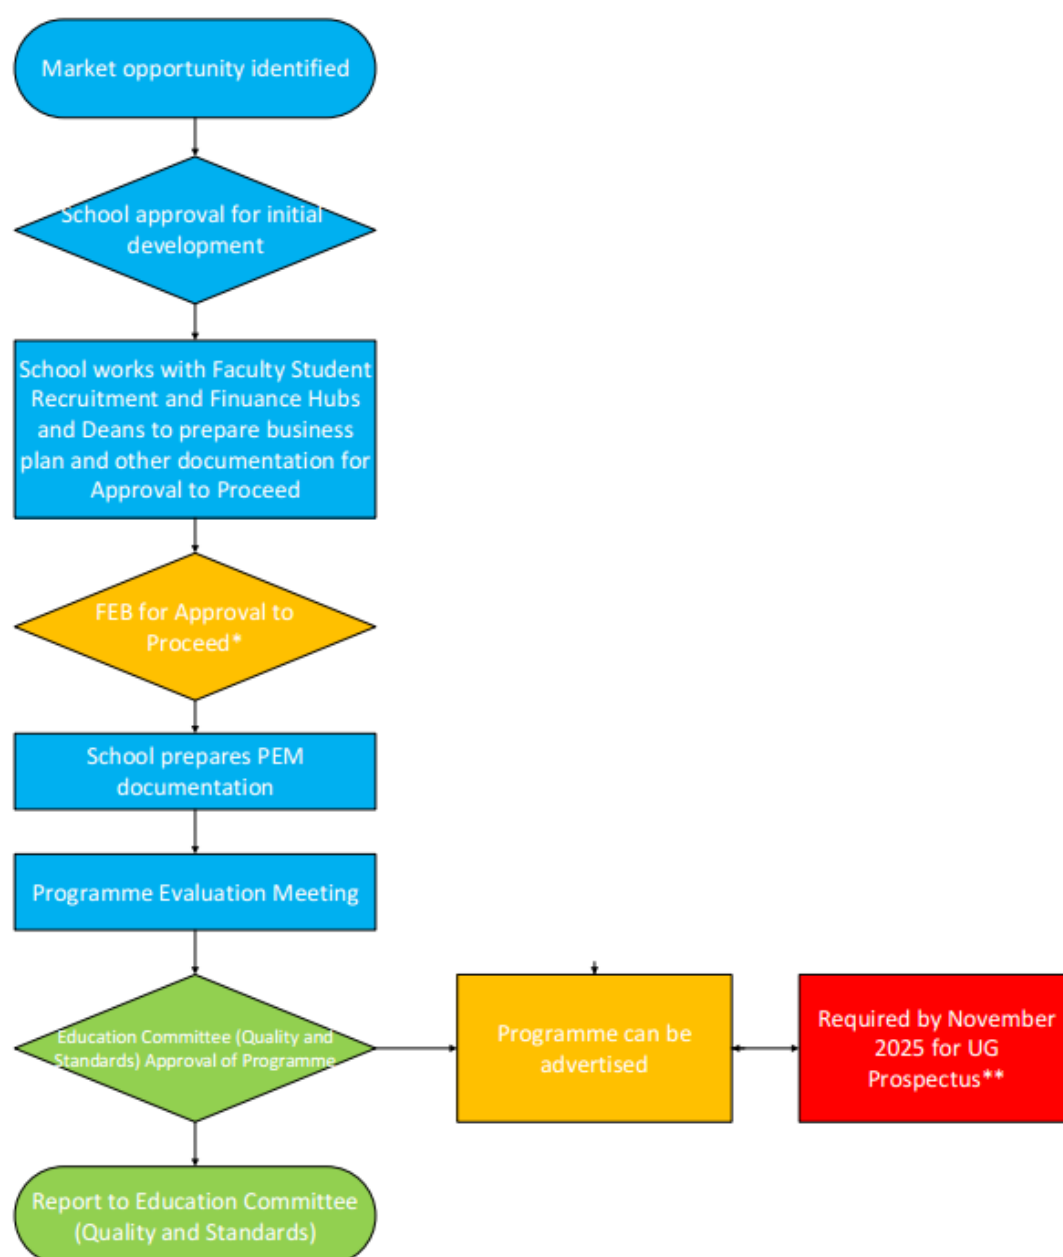 Market opportunity identified
School approval for initial
development
School works with Faculty Student
Recruitment and Finuance Hubs
and Deans to prepare business
plan and other documentation for
Approval to Proceed
FEB for Approval to
Proceed*
School prepares PEM
documentation
Programme Evaluation Meeting
Education Committee (Quality and
Standards) Approval of Programme
Programme can be
advertised
Required by November
2025 for UG
Prospectus**
Report to Education Committee
(Quality and Standards)